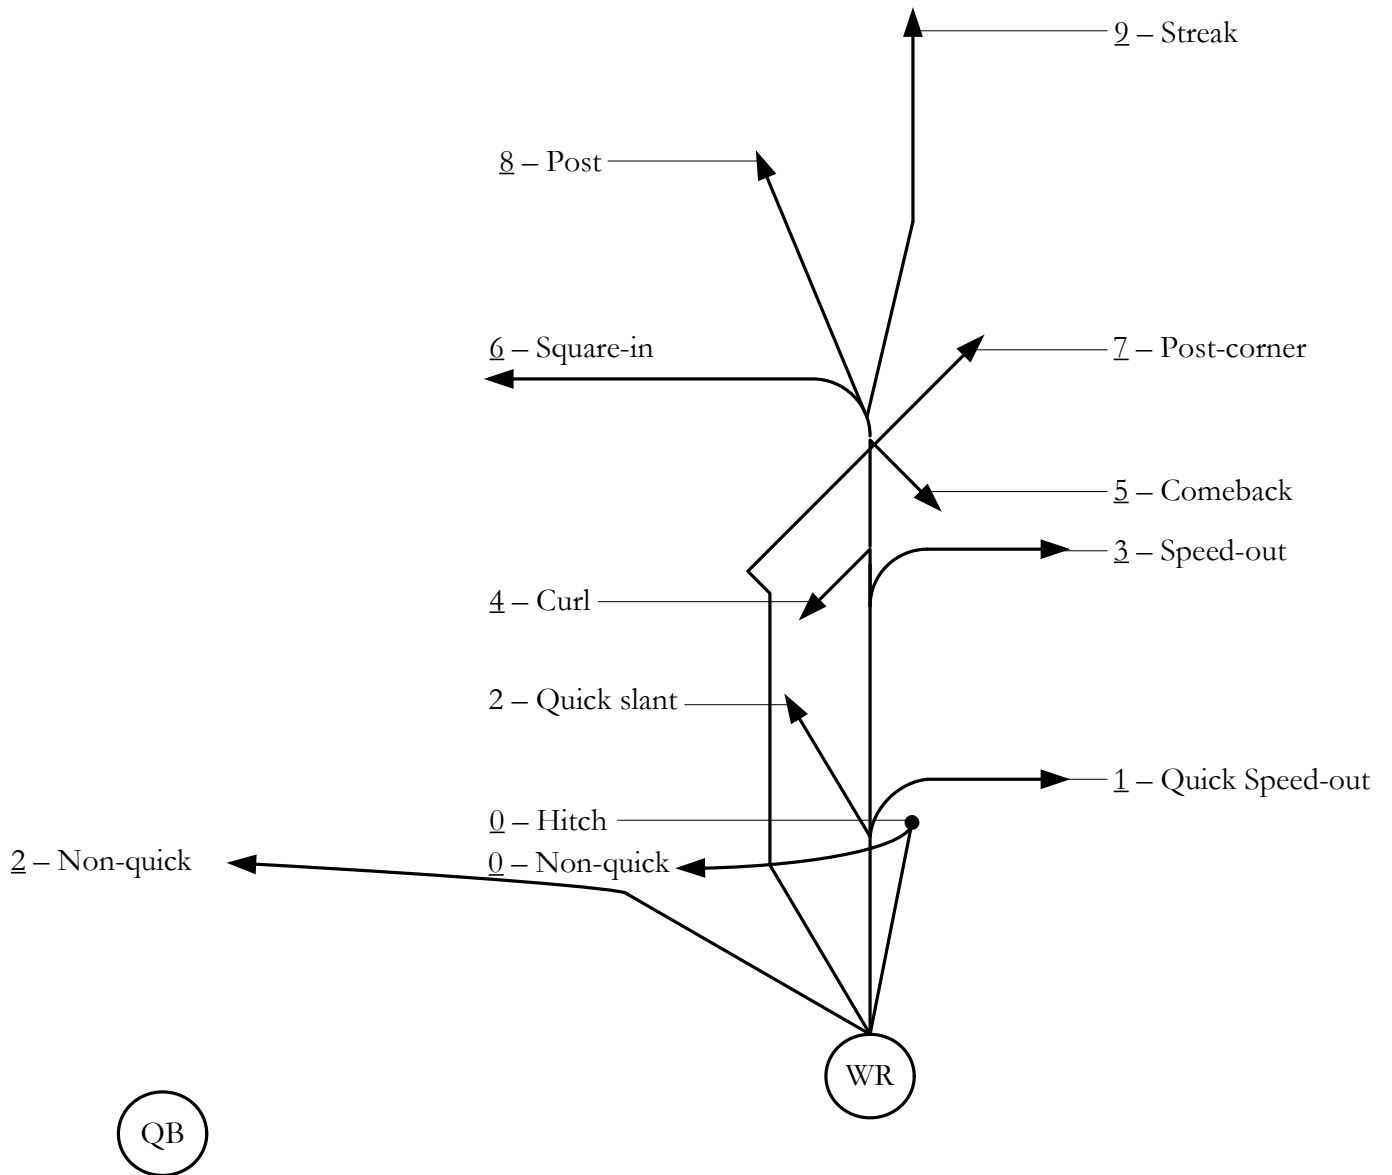 9 – Streak
8 – Post
6 – Square-in
7 – Post-corner
5 – Comeback
3 – Speed-out
4 – Curl
2 – Quick slant
1 – Quick Speed-out
0 – Hitch
2 – Non-quick
0 – Non-quick
WR
QB